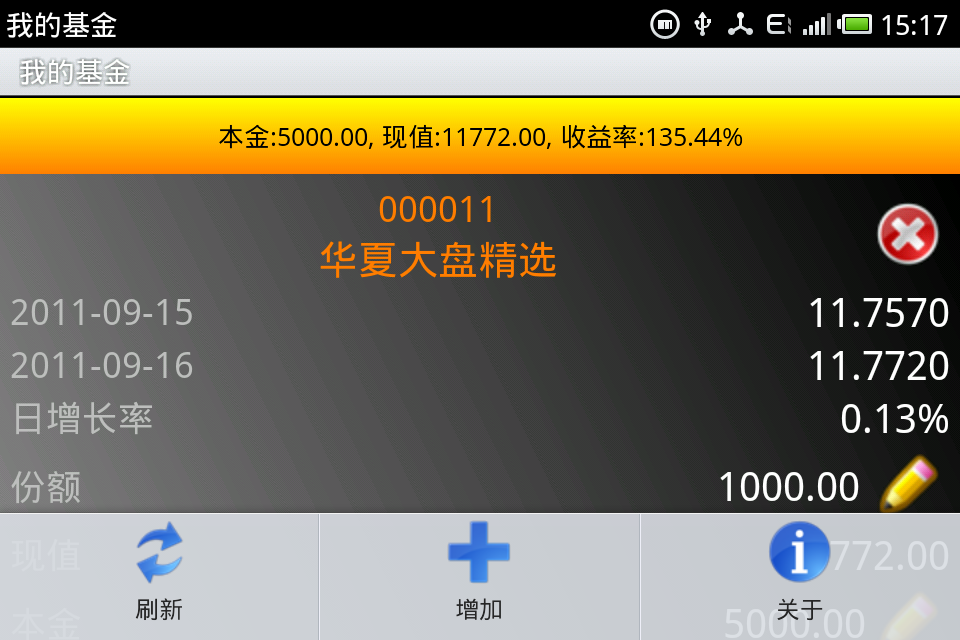 我的基金 15:17
我的基金
本金:5000.00, 现值:11772.00, 收益率:135.44%
000011
华夏大盘精选
2011-09-15 11.7570
2011-09-16 11.7720
日增长率 0.13%
份额 1000.00
现值 772.00
刷新 增加 关于
本金 5000.00